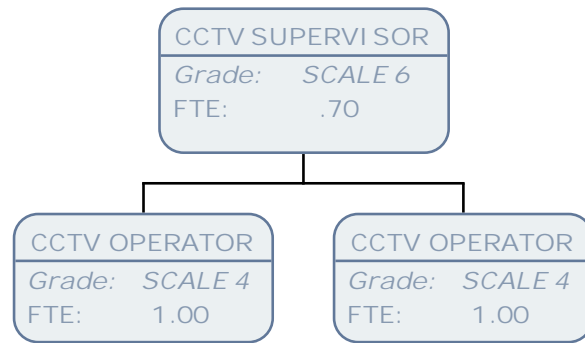 CCTV SUPERVISOR
Grade: SCALE 6
FTE: .70
CCTV OPERATOR
Grade: SCALE 4
FTE: 1.00
CCTV OPERATOR
Grade: SCALE 4
FTE: 1.00